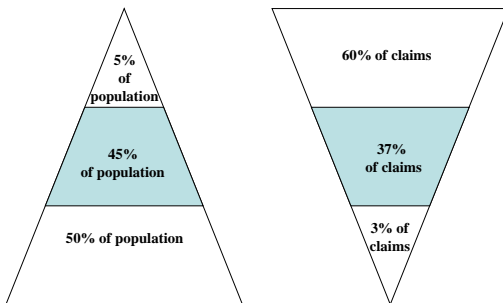 5%
of
population
45%
of population
50% of population
60% of claims
37%
of claims
3% of
claims